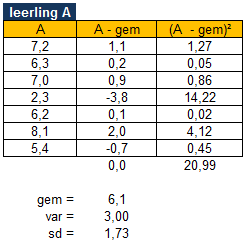 leerling A
A A - gem (A - gem)²
7,2 1,1 1,27
6,3 0,2 0,05
7,0 0,9 0,86
2,3 -3,8 14,22
6,2 0,1 0,02
8,1 2,0 4,12
5,4 -0,7 0,45
0,0 20,99
gem = 6,1
var = 3,00
sd = 1,73